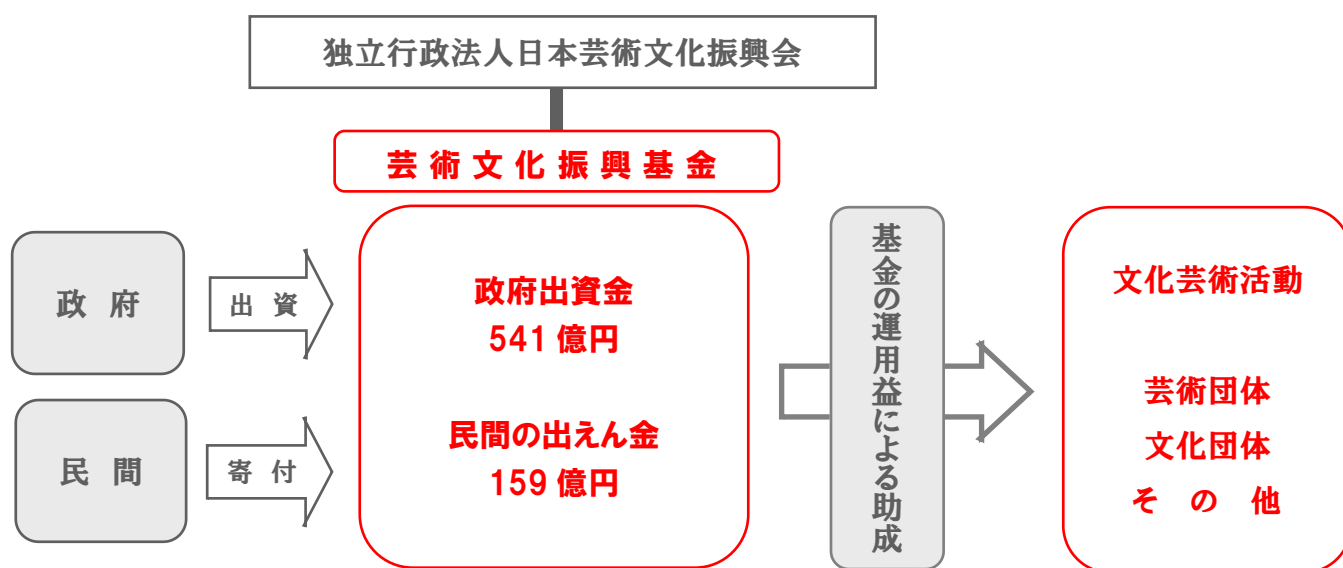 独立行政法人日本芸術文化振興会
芸術文化振興基金
政府
出資
政府出資金
541億円
民間
寄付
民間の出えん金
159億円
基金の運用益による助成
文化芸術活動
芸術団体
文化団体
その他